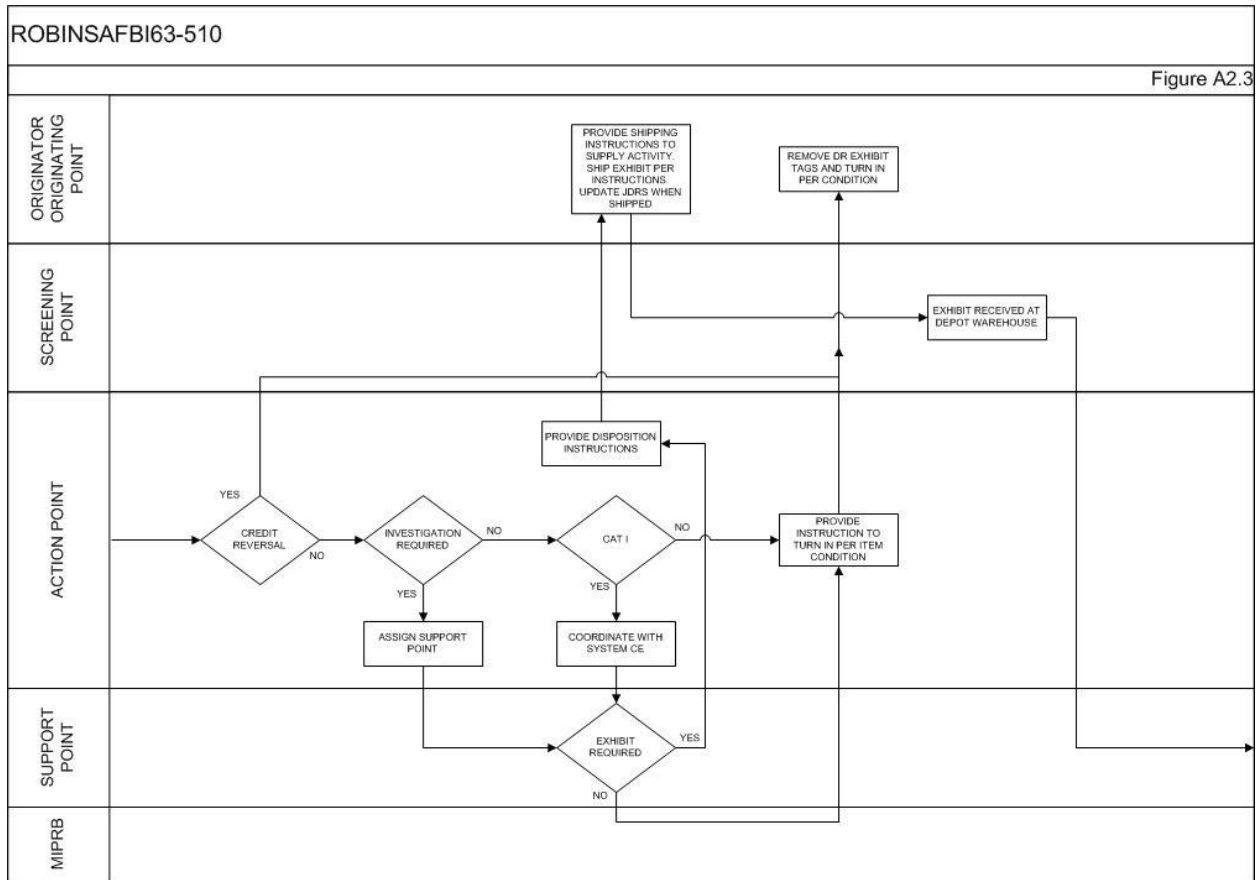 ROBINSAFBI63-510
Figure A2.3
ORIGINATOR
ORIGINATING
POINT
PROVIDE SHIPPING
INSTRUCTIONS TO
SUPPLY ACTIVITY.
SHIP EXHIBIT PER
INSTRUCTIONS.
UPDATE JDRS WHEN
SHIPPED
REMOVE DR EXHIBIT
TAGS AND TURN IN
PER CONDITION
SCREENING
POINT
EXHIBIT RECEIVED AT
DEPOT WAREHOUSE
ACTION POINT
PROVIDE DISPOSITION
INSTRUCTIONS
YES
CREDIT
REVERSAL
NO
INVESTIGATION
REQUIRED
NO
YES
CAT I
NO
YES
PROVIDE
INSTRUCTION TO
TURN IN PER ITEM
CONDITION
ASSIGN SUPPORT
POINT
COORDINATE WITH
SYSTEM CE
SUPPORT
POINT
EXHIBIT
REQUIRED
YES
NO
MIPRB